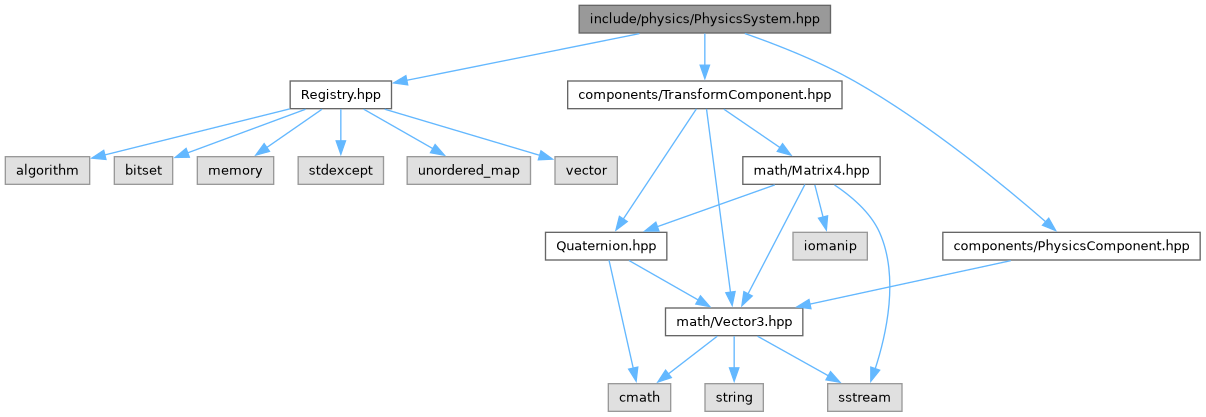 include/physics/PhysicsSystem.hpp
Registry.hpp
components/TransformComponent.hpp
algorithm
bitset
memory
stdexcept
unordered_map
vector
math/Matrix4.hpp
Quaternion.hpp
iomanip
components/PhysicsComponent.hpp
math/Vector3.hpp
cmath
string
sstream